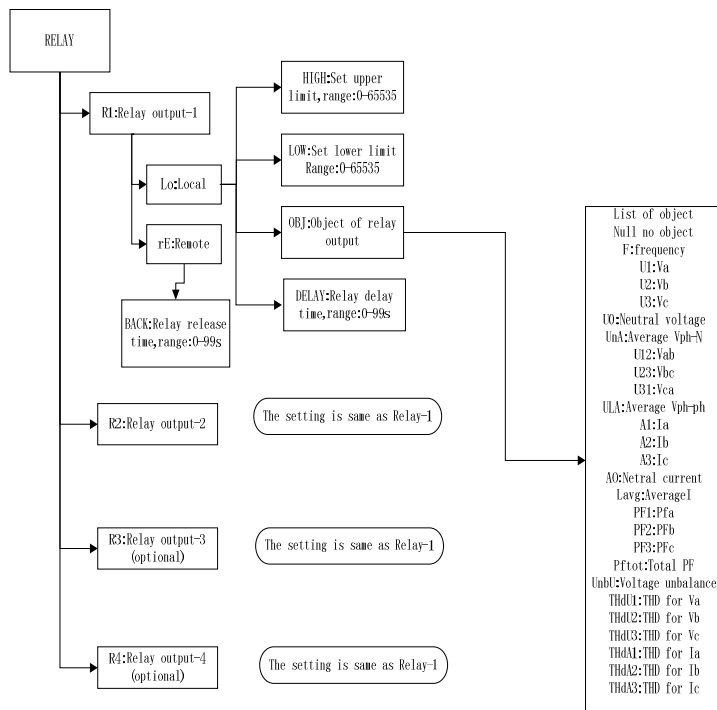 RELAY
R1:Relay output-1
Lo:Local
rE:Remote
BACK:Relay release
time,range:0-99s
HIGH:Set upper
limit,range:0-65535
LOW:Set lower limit
Range:0-65535
OBJ:Object of relay
output
DELAY:Relay delay
time,range:0-99s
R2:Relay output-2
The setting is same as Relay-1
R3:Relay output-3
(optional)
The setting is same as Relay-1
R4:Relay output-4
(optional)
The setting is same as Relay-1
List of object
Null no object
F:frequency
U1:Va
U2:Vb
U3:Vc
UO:Neutral voltage
UnA:Average Vph-N
U12:Vab
U23:Vbc
U31:Vca
ULA:Average Vph-ph
A1:Ia
A2:Ib
A3:Ic
AO:Netral current
Lavg:AverageI
PF1:Pfa
PF2:PFb
PF3:PFc
Pftot:Total PF
UnbU:Voltage unbalance
THdU1:THD for Va
THdU2:THD for Vb
THdU3:THD for Vc
THdA1:THD for Ia
THdA2:THD for Ib
THdA3:THD for Ic